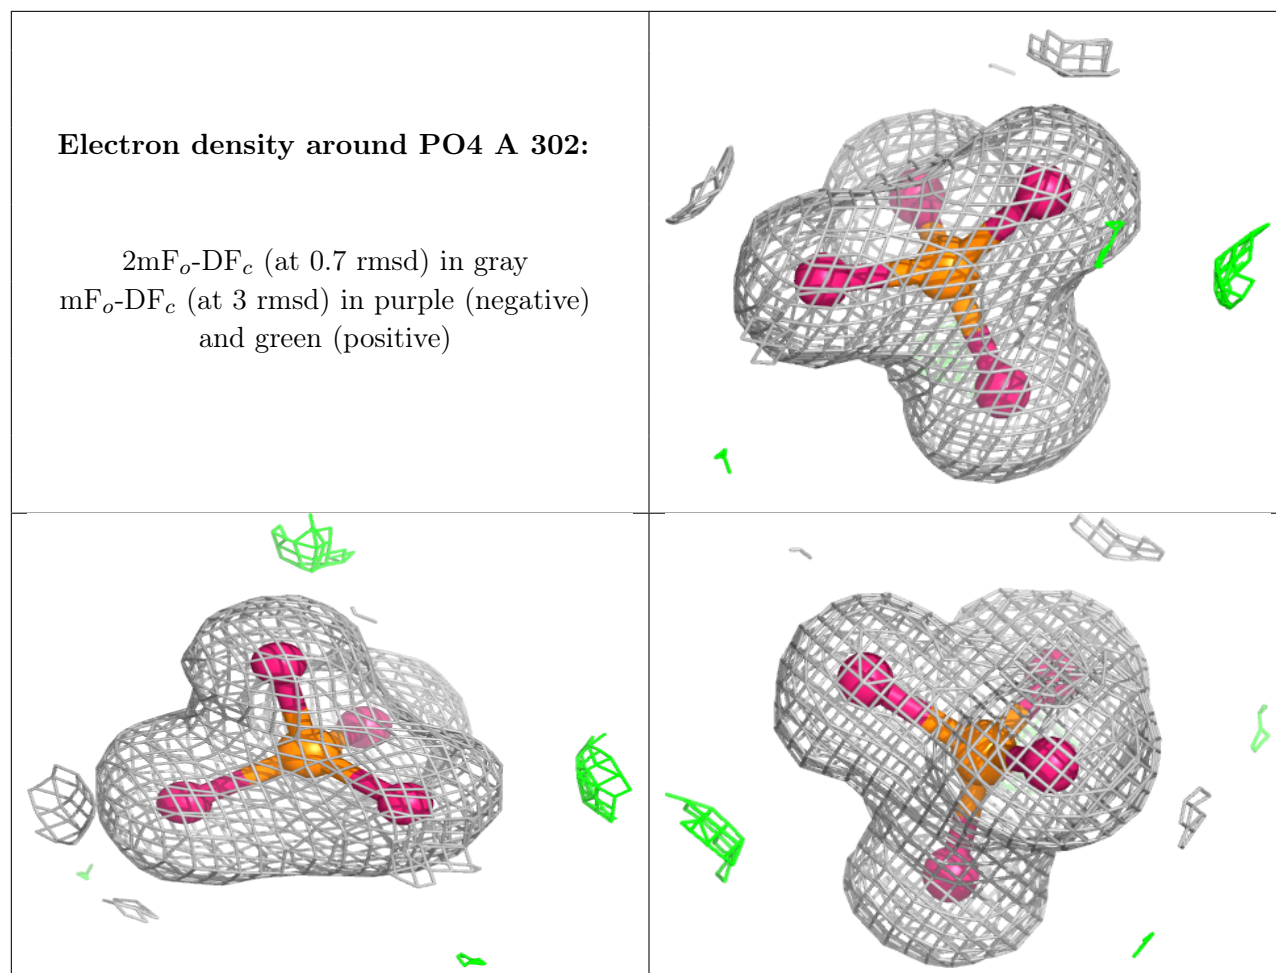 Electron density around PO4 A 302:
2mFo-DFc (at 0.7 rmsd) in gray
mFo-DFc (at 3 rmsd) in purple (negative)
and green (positive)